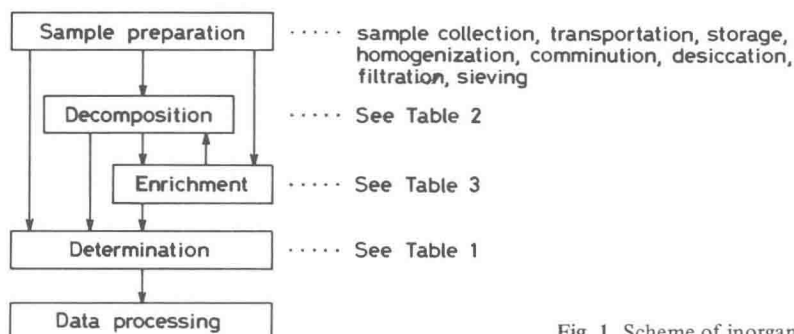 Sample preparation ····· sample collection, transportation, storage,
homogenization, comminution, desiccation,
filtration, sieving
Decomposition ····· See Table 2
Enrichment ····· See Table 3
Determination ····· See Table 1
Data processing
Fig. 1. Scheme of